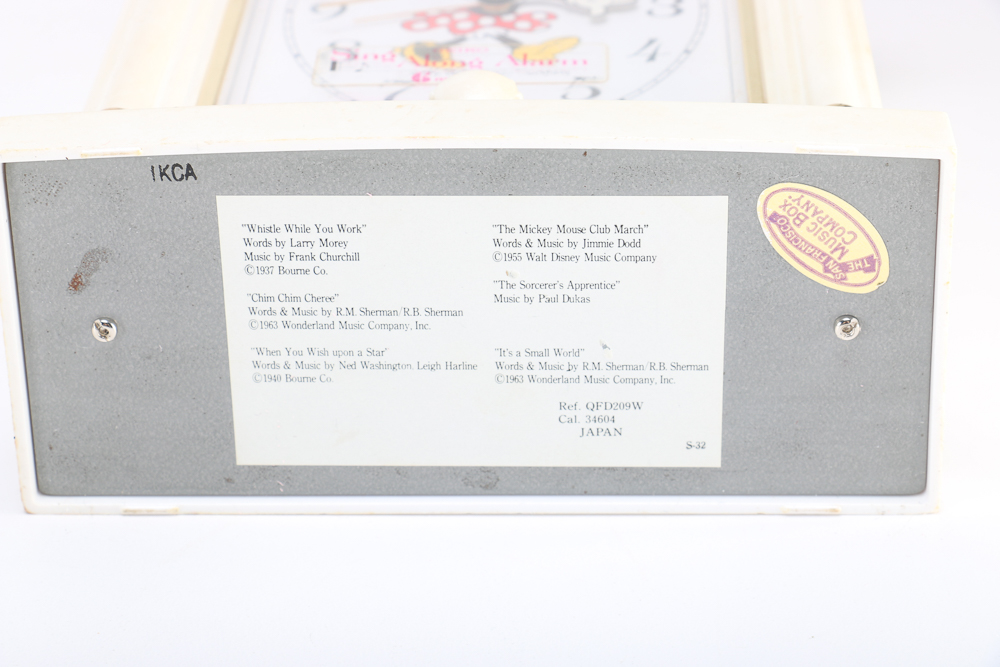 3
4
5
Sing Along Alarm
6
IKCA
"Whistle While You Work"
Words by Larry Morey
Music by Frank Churchill
©1937 Bourne Co.
"Chim Chim Cheree"
Words & Music by R.M. Sherman/R.B. Sherman
©1963 Wonderland Music Company, Inc.
"When You Wish upon a Star"
Words & Music by Ned Washington. Leigh Harline
©1940 Bourne Co.
"The Mickey Mouse Club March"
Words & Music by Jimmie Dodd
©1955 Walt Disney Music Company
"The Sorcerer's Apprentice"
Music by Paul Dukas
"It's a Small World"
Words & Music by R.M. Sherman/R.B. Sherman
©1963 Wonderland Music Company, Inc.
Ref. QFD209W
Cal. 34604
JAPAN
S-32
THE
SAN FRANCISCO
MUSIC BOX
COMPANY